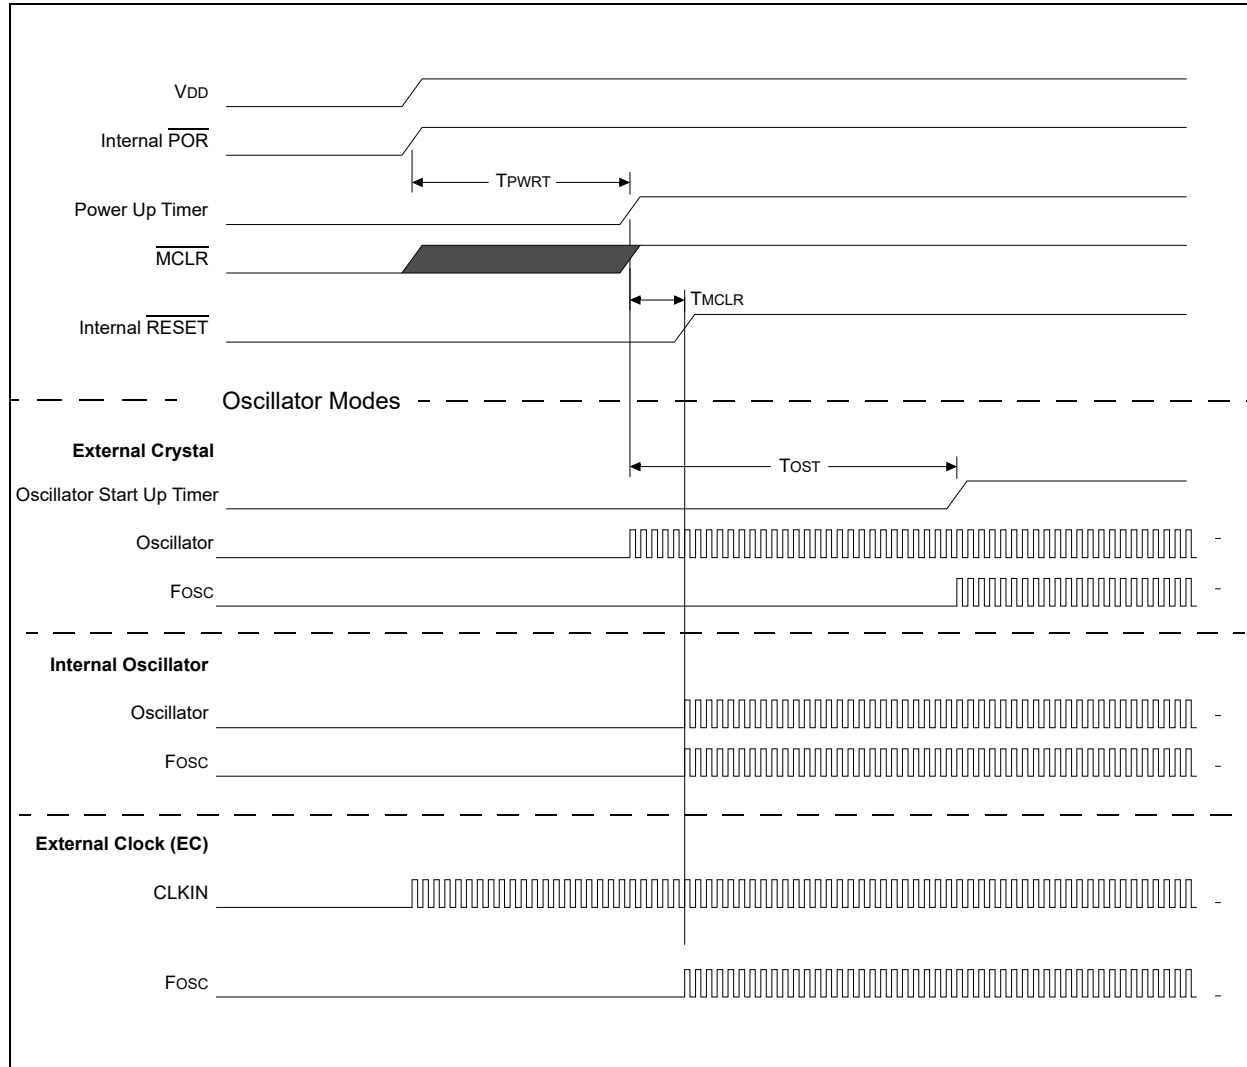 VDD
Internal POR
TPWRT
Power Up Timer
MCLR
TMCLR
Internal RESET
Oscillator Modes
External Crystal
TOST
Oscillator Start Up Timer
Oscillator
FOSC
Internal Oscillator
Oscillator
FOSC
External Clock (EC)
CLKIN
FOSC